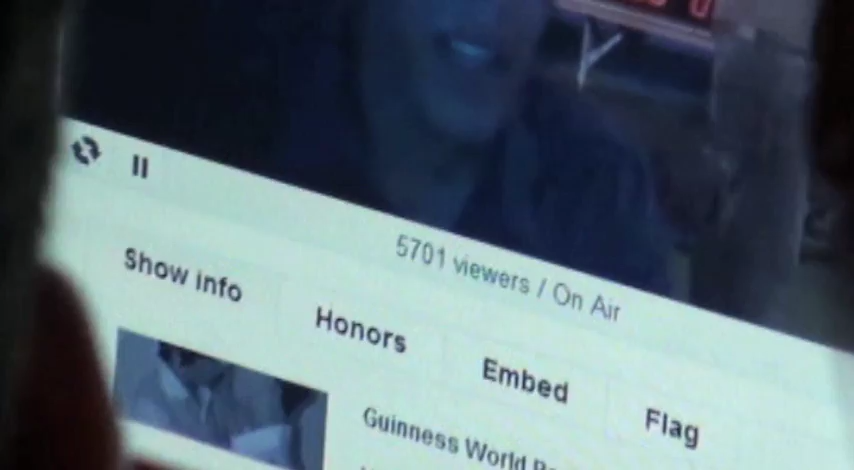 5701 viewers / On Air
Show info
Honors
Embed
Flag
Guinness World